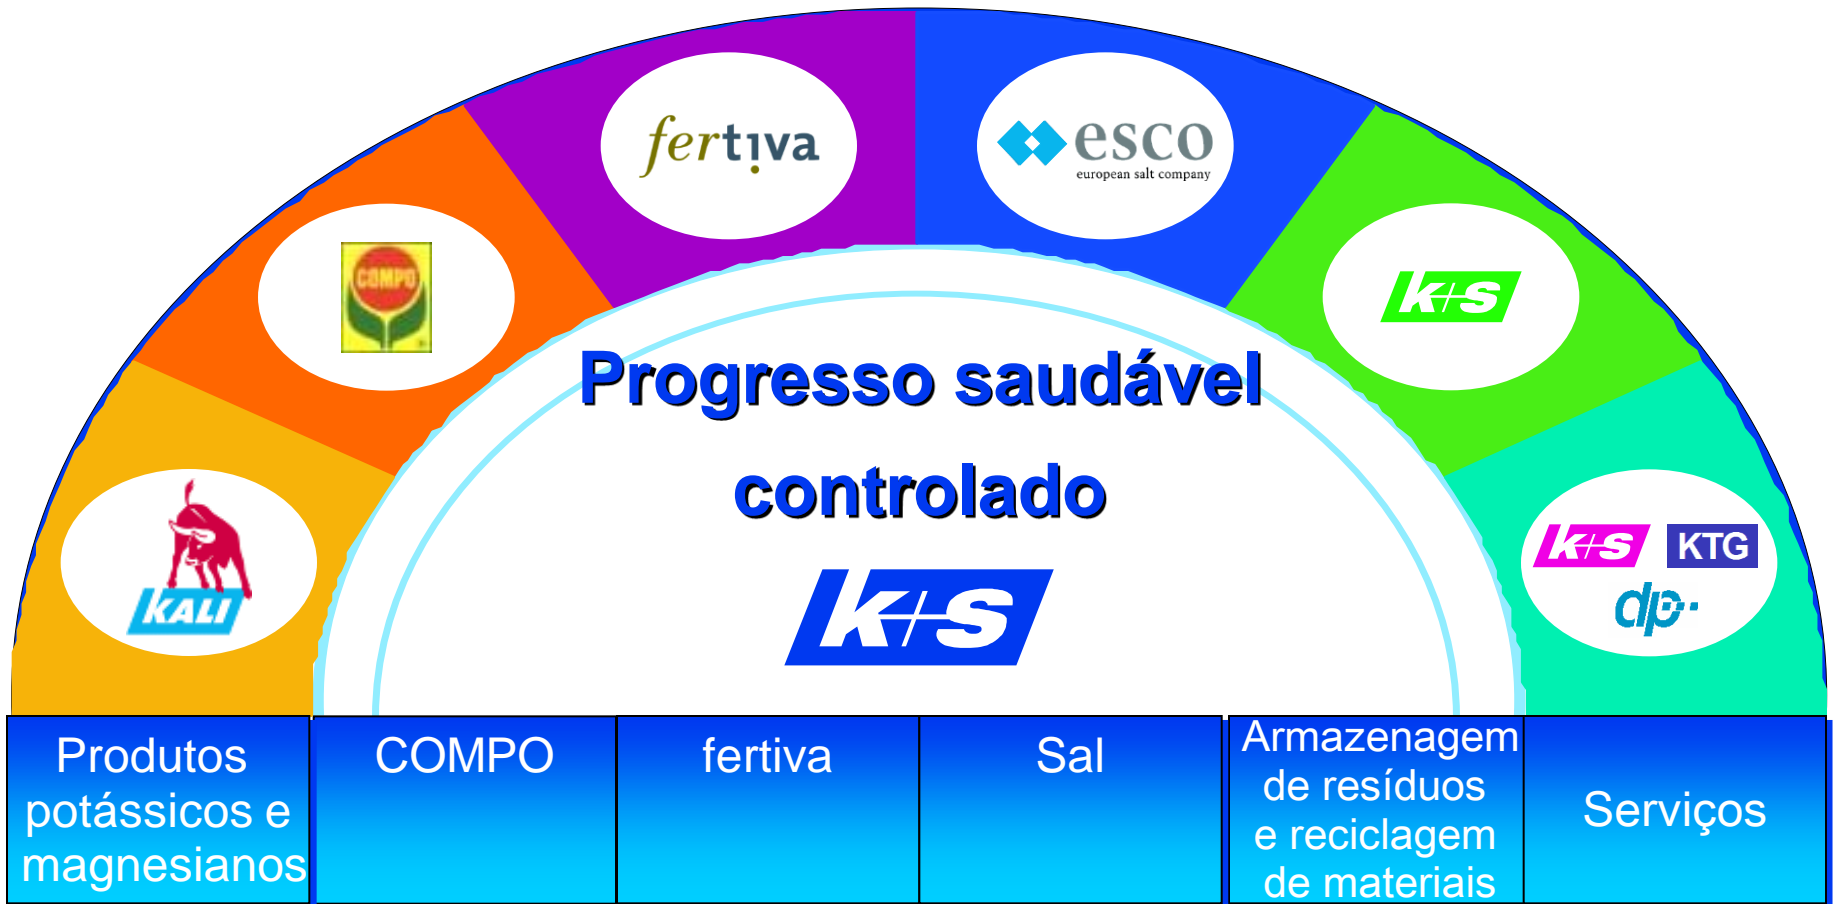 fertiva
esco
european salt company
COMPO
k+s
Progresso saudável
controlado
KALI
k+s
KTG
dp
k+s
Produtos
potássicos e
magnesianos
COMPO
fertiva
Sal
Armazenagem
de resíduos
e reciclagem
de materiais
Serviços